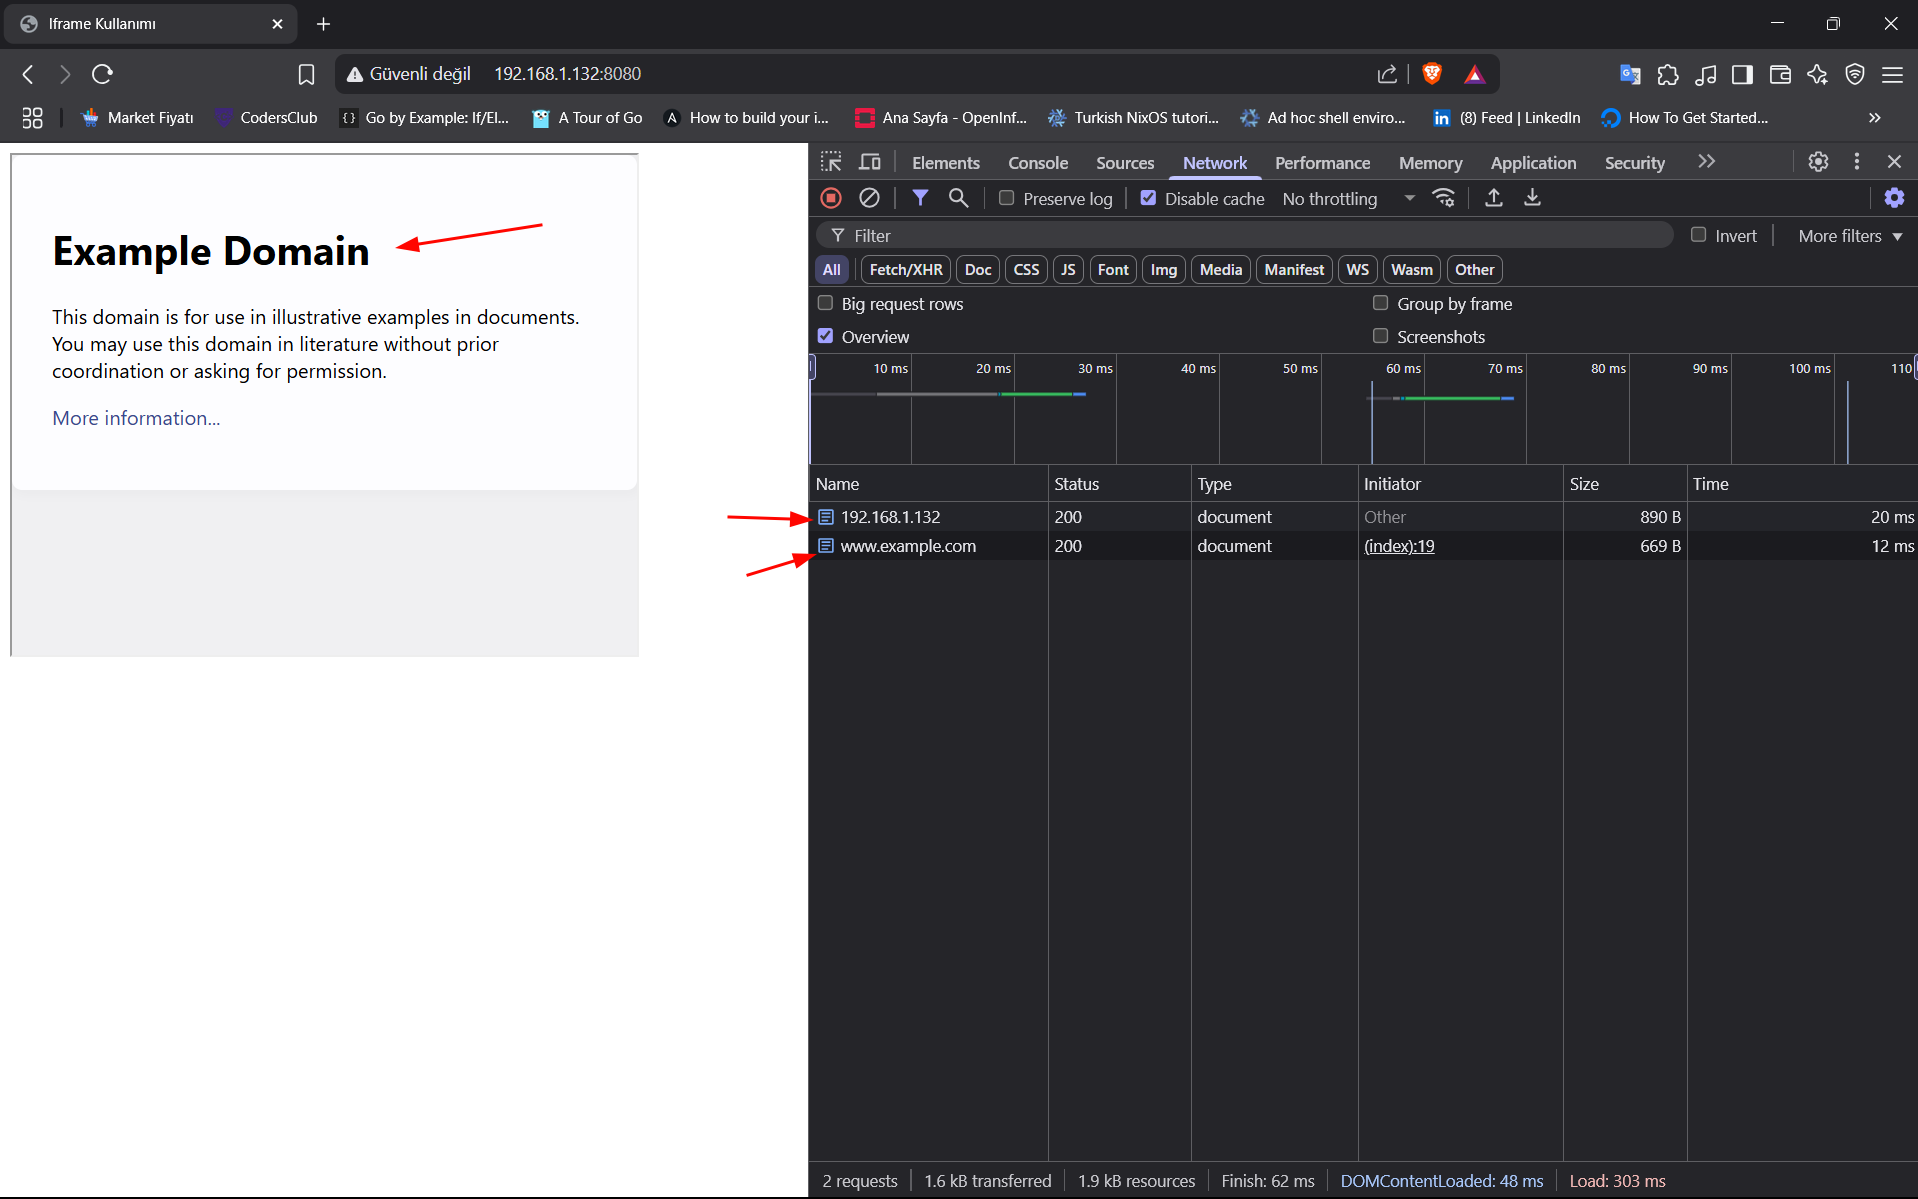 Iframe Kullanımı
Güvenli değil 192.168.1.132:8080
Market Fiyatı CodersClub Go by Example: If/El... A Tour of Go How to build your i... Ana Sayfa - OpenInf... Turkish NixOS tutori... Ad hoc shell enviro... (8) Feed | LinkedIn How To Get Started...
Example Domain
This domain is for use in illustrative examples in documents.
You may use this domain in literature without prior
coordination or asking for permission.
More information...
Elements Console Sources Network Performance Memory Application Security
Preserve log Disable cache No throttling
Filter Invert More filters
All Fetch/XHR Doc CSS JS Font Img Media Manifest WS Wasm Other
Big request rows Group by frame
Overview Screenshots
10 ms 20 ms 30 ms 40 ms 50 ms 60 ms 70 ms 80 ms 90 ms 100 ms 110
Name Status Type Initiator Size Time
192.168.1.132 200 document Other 890 B 20 ms
www.example.com 200 document (index):19 669 B 12 ms
2 requests 1.6 kB transferred 1.9 kB resources Finish: 62 ms DOMContentLoaded: 48 ms Load: 303 ms